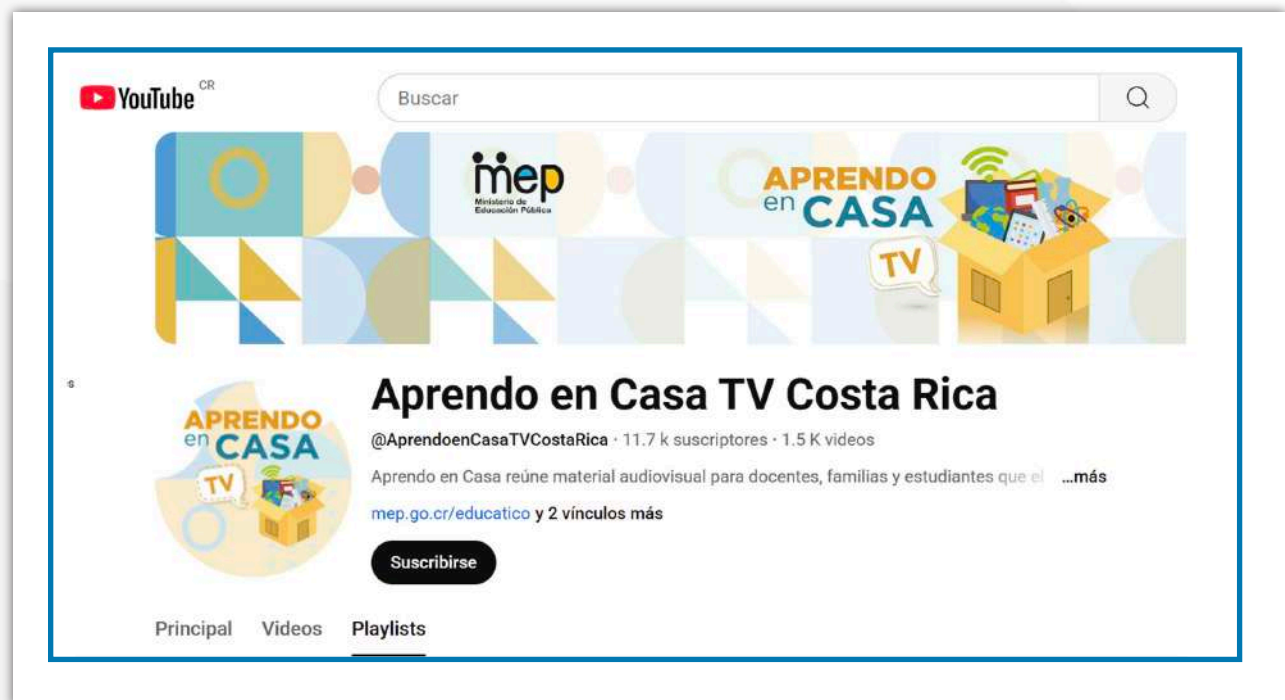 YouTube CR
Buscar
mep
Ministerio de
Educación Pública
APRENDO
en CASA
TV
s
Aprendo en Casa TV Costa Rica
@AprendoenCasaTVCostaRica · 11.7 k suscriptores · 1.5 K videos
Aprendo en Casa reúne material audiovisual para docentes, familias y estudiantes que el ...más
mep.go.cr/educatico y 2 vínculos más
Suscribirse
APRENDO
en CASA
TV
Principal Videos Playlists